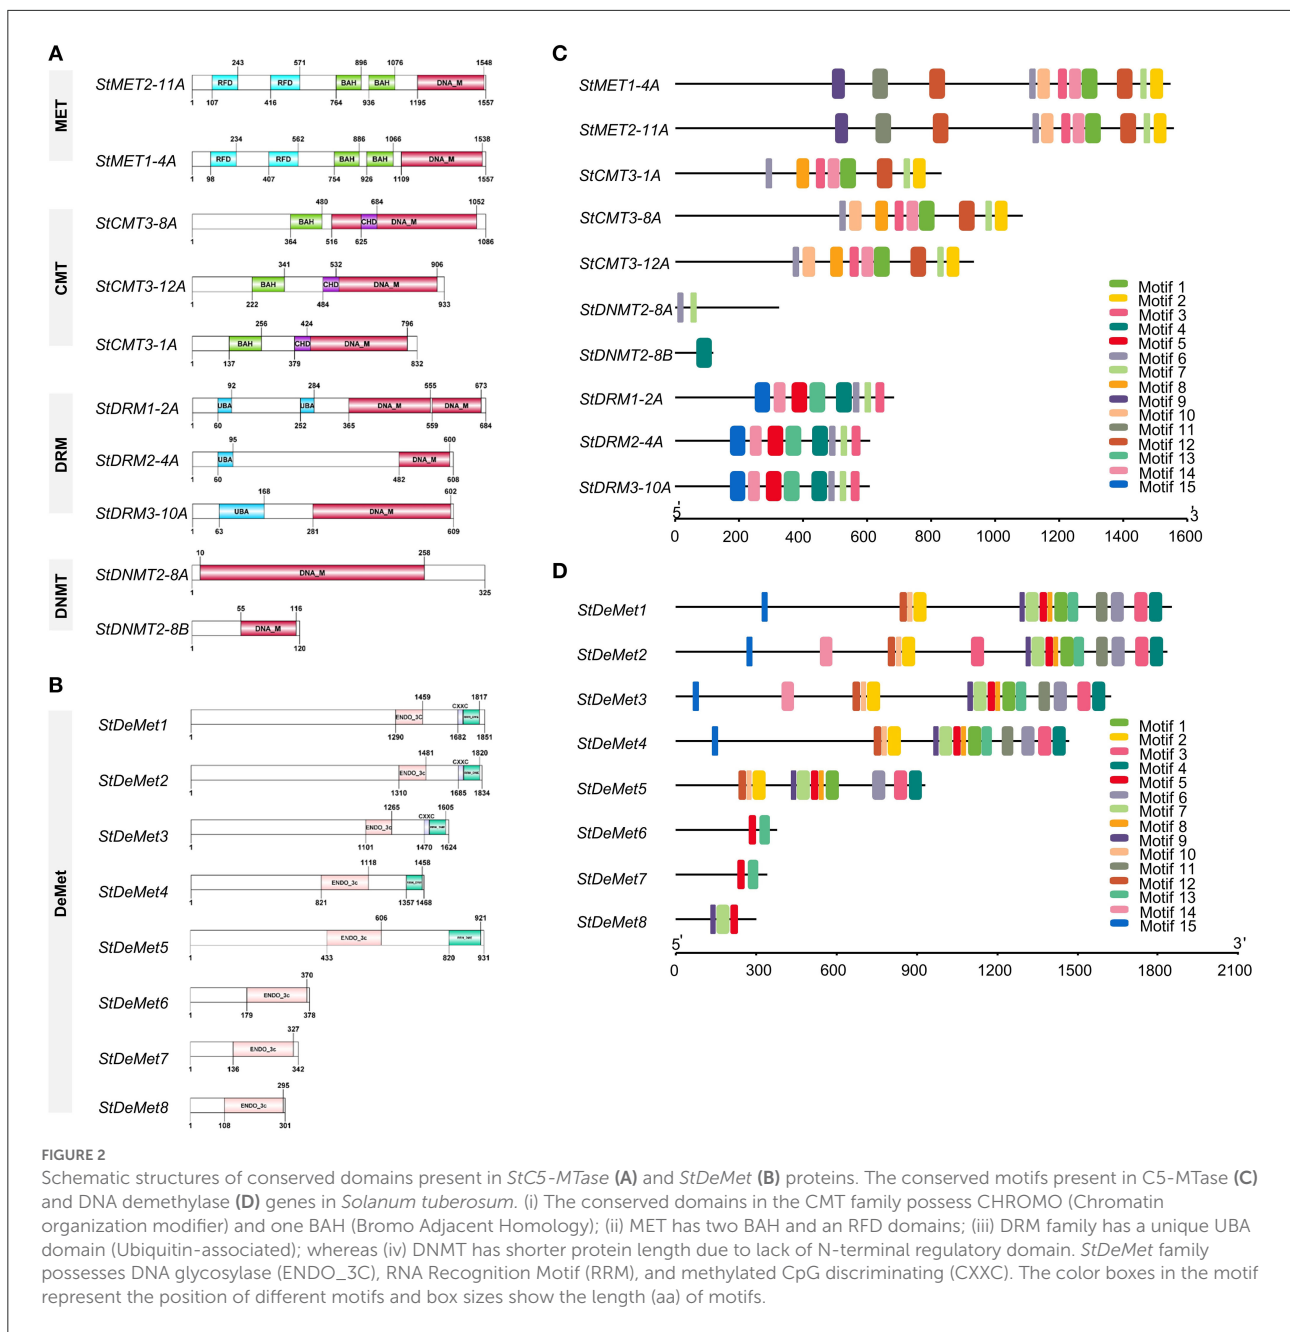 A
MET
StMET2-11A
243 571 896 1076 1548
RFD RFD BAH BAH DNA_M
1 107 416 764 936 1195 1557
StMET1-4A
234 562 886 1066 1538
RFD RFD BAH BAH DNA_M
1 98 407 754 926 1109 1557
CMT
StCMT3-8A
480 684 1052
BAH CHD DNA_M
1 364 516 625 1086
StCMT3-12A
341 532 906
BAH CHD DNA_M
1 222 484 933
StCMT3-1A
256 424 796
BAH CHD DNA_M
1 137 379 832
DRM
StDRM1-2A
92 284 555 673
UBA UBA DNA_M DNA_M
1 60 252 365 559 684
StDRM2-4A
95 600
UBA DNA_M
1 60 482 608
StDRM3-10A
168 602
UBA DNA_M
1 63 281 609
DNMT
StDNMT2-8A
10 258
DNA_M
1 325
StDNMT2-8B
55 116
DNA_M
1 120
B
DeMet
StDeMet1
1459 CXXC 1817
ENDO_3C
1 1290 1682 1851
StDeMet2
1481 CXXC 1820
ENDO_3c
1 1310 1685 1834
StDeMet3
1265 CXXC 1605
ENDO_3c
1 1101 1470 1624
StDeMet4
1118 1458
ENDO_3c
1 821 1357 1468
StDeMet5
606 921
ENDO_3c
1 433 820 931
StDeMet6
370
ENDO_3c
1 179 378
StDeMet7
327
ENDO_3c
1 136 342
StDeMet8
295
ENDO_3c
1 108 301
C
StMET1-4A
StMET2-11A
StCMT3-1A
StCMT3-8A
StCMT3-12A
StDNMT2-8A
StDNMT2-8B
StDRM1-2A
StDRM2-4A
StDRM3-10A
Motif 1
Motif 2
Motif 3
Motif 4
Motif 5
Motif 6
Motif 7
Motif 8
Motif 9
Motif 10
Motif 11
Motif 12
Motif 13
Motif 14
Motif 15
5' 3'
0 200 400 600 800 1000 1200 1400 1600
D
StDeMet1
StDeMet2
StDeMet3
StDeMet4
StDeMet5
StDeMet6
StDeMet7
StDeMet8
Motif 1
Motif 2
Motif 3
Motif 4
Motif 5
Motif 6
Motif 7
Motif 8
Motif 9
Motif 10
Motif 11
Motif 12
Motif 13
Motif 14
Motif 15
5' 3'
0 300 600 900 1200 1500 1800 2100
FIGURE 2
Schematic structures of conserved domains present in StC5-MTase (A) and StDeMet (B) proteins. The conserved motifs present in C5-MTase (C)
and DNA demethylase (D) genes in Solanum tuberosum. (i) The conserved domains in the CMT family possess CHROMO (Chromatin
organization modifier) and one BAH (Bromo Adjacent Homology); (ii) MET has two BAH and an RFD domains; (iii) DRM family has a unique UBA
domain (Ubiquitin-associated); whereas (iv) DNMT has shorter protein length due to lack of N-terminal regulatory domain. StDeMet family
possesses DNA glycosylase (ENDO_3C), RNA Recognition Motif (RRM), and methylated CpG discriminating (CXXC). The color boxes in the motif
represent the position of different motifs and box sizes show the length (aa) of motifs.